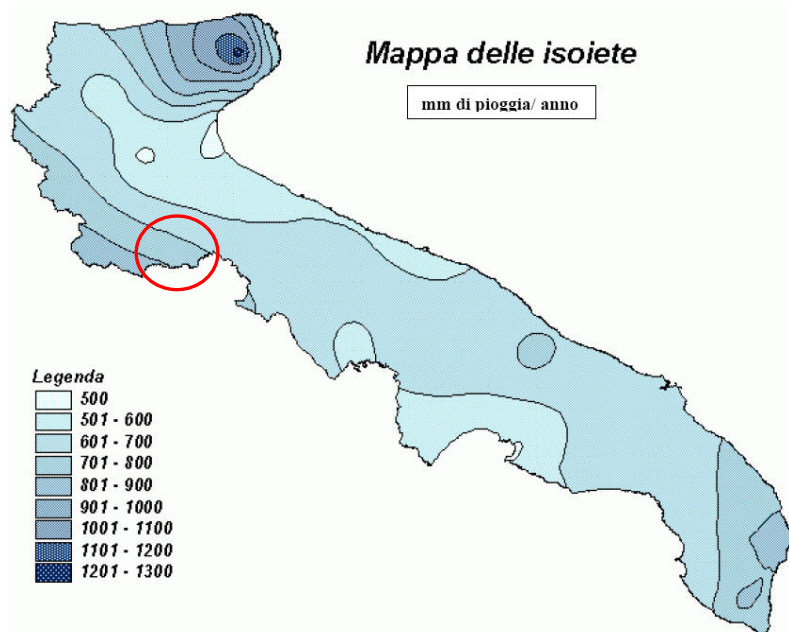 Mappa delle isoiete
mm di pioggia/ anno
Legenda
500
501 - 600
601 - 700
701 - 800
801 - 900
901 - 1000
1001 - 1100
1101 - 1200
1201 - 1300